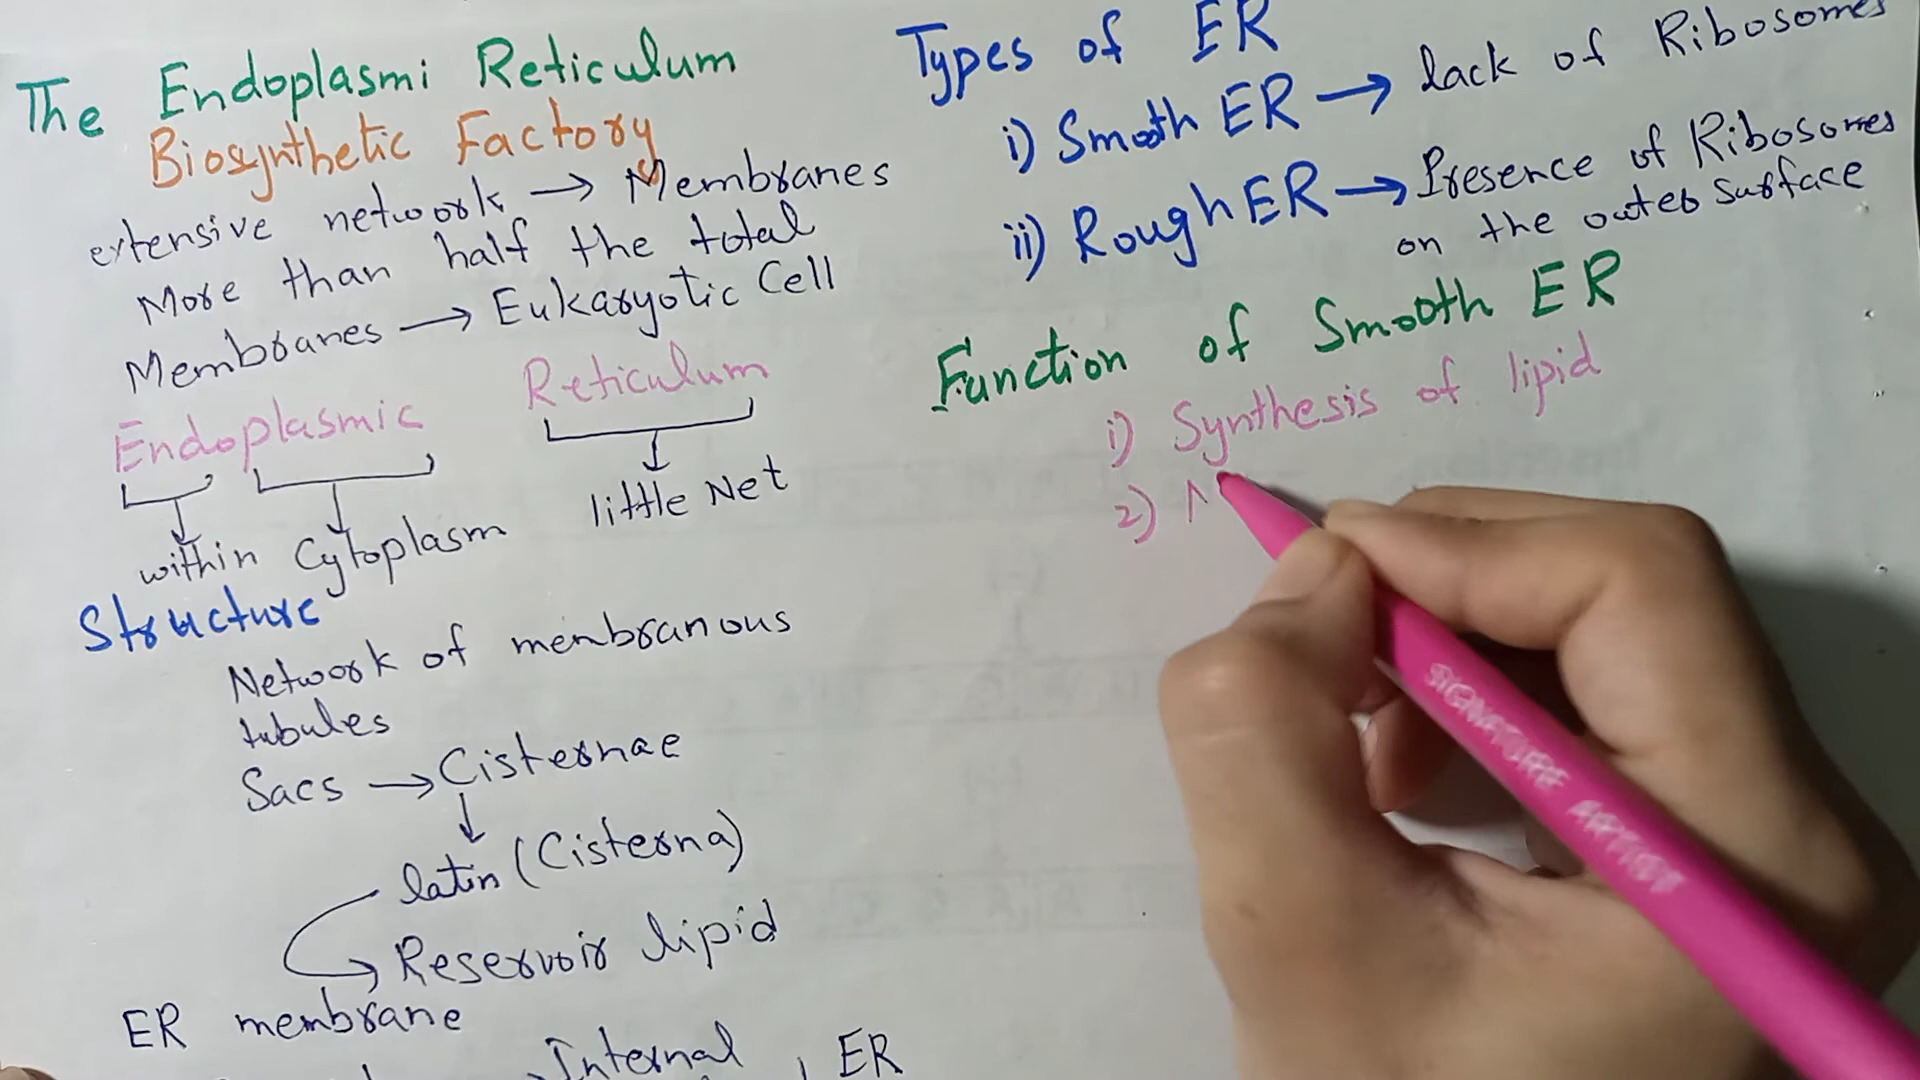 The Endoplasmi Reticulum
Biosynthetic Factory
extensive network → Membranes
More than half the total
Membranes → Eukaryotic Cell
Endoplasmic Reticulum
within Cytoplasm little Net
Structure
Network of membranous
tubules
Sacs → Cisternae
latin (Cisterna)
Reservoir lipid
ER membrane
Internal
ER
Types of ER
i) Smooth ER → lack of Ribosomes
ii) Rough ER → Presence of Ribosomes
on the outer surface
Function of Smooth ER
1) Synthesis of lipid
2)
SIGNATURE ARTIST